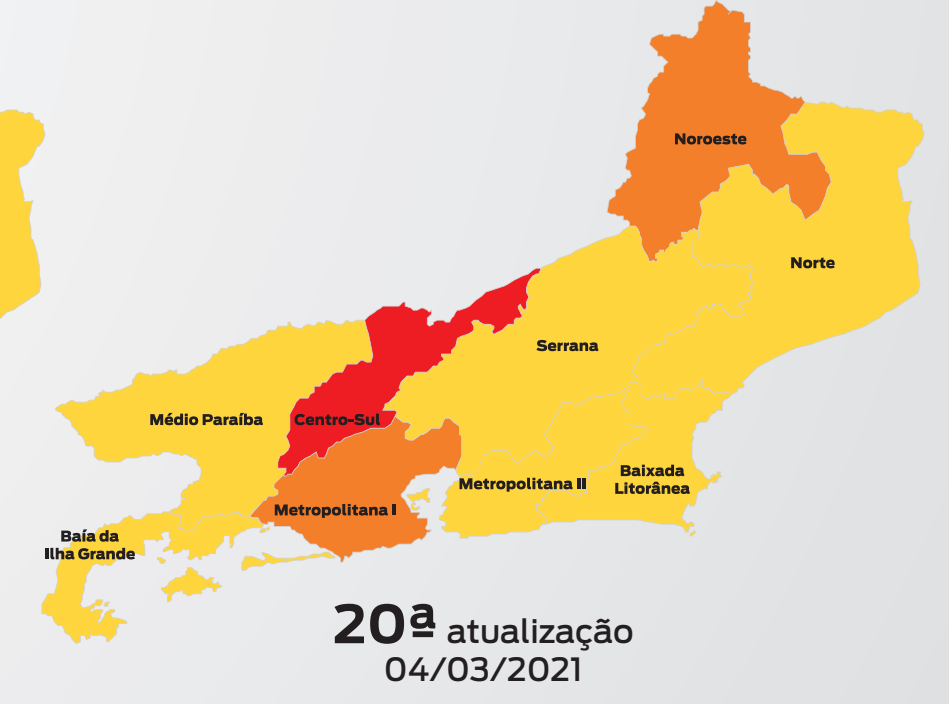 Noroeste
Norte
Serrana
Médio Paraíba
Centro-Sul
Baixada
Litorânea
Metropolitana II
Metropolitana I
Baía da
Ilha Grande
20ª atualização
04/03/2021